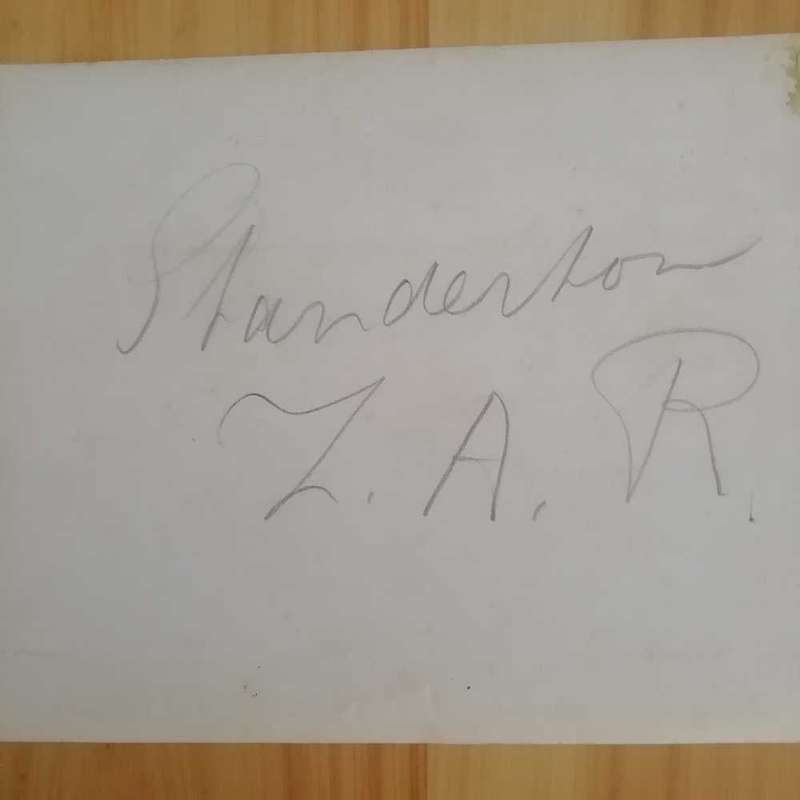 Standerton
Z. A. R.